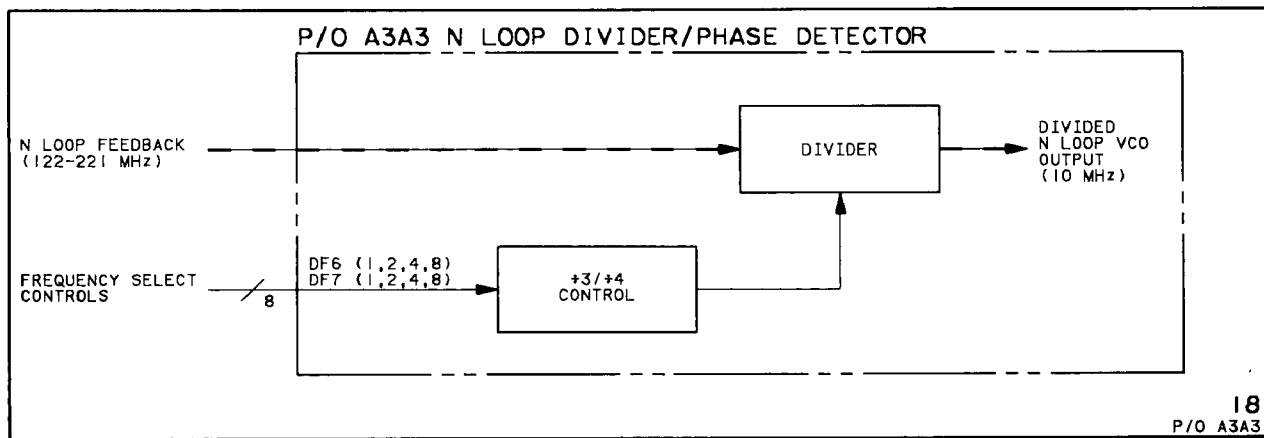 P/O A3A3 N LOOP DIVIDER/PHASE DETECTOR
N LOOP FEEDBACK
(122-221 MHz)
DIVIDER
DIVIDED
N LOOP VCO
OUTPUT
(10 MHz)
FREQUENCY SELECT
CONTROLS
8
DF6 (1,2,4,8)
DF7 (1,2,4,8)
÷3/÷4
CONTROL
18
P/O A3A3